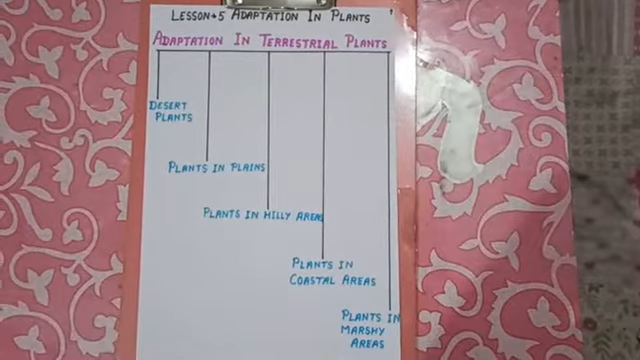 LESSON-5 ADAPTATION IN PLANTS
ADAPTATION IN TERRESTRIAL PLANTS
DESERT
PLANTS
PLANTS IN PLAINS
PLANTS IN HILLY AREAS
PLANTS IN
COASTAL AREAS
PLANTS IN
MARSHY
AREAS